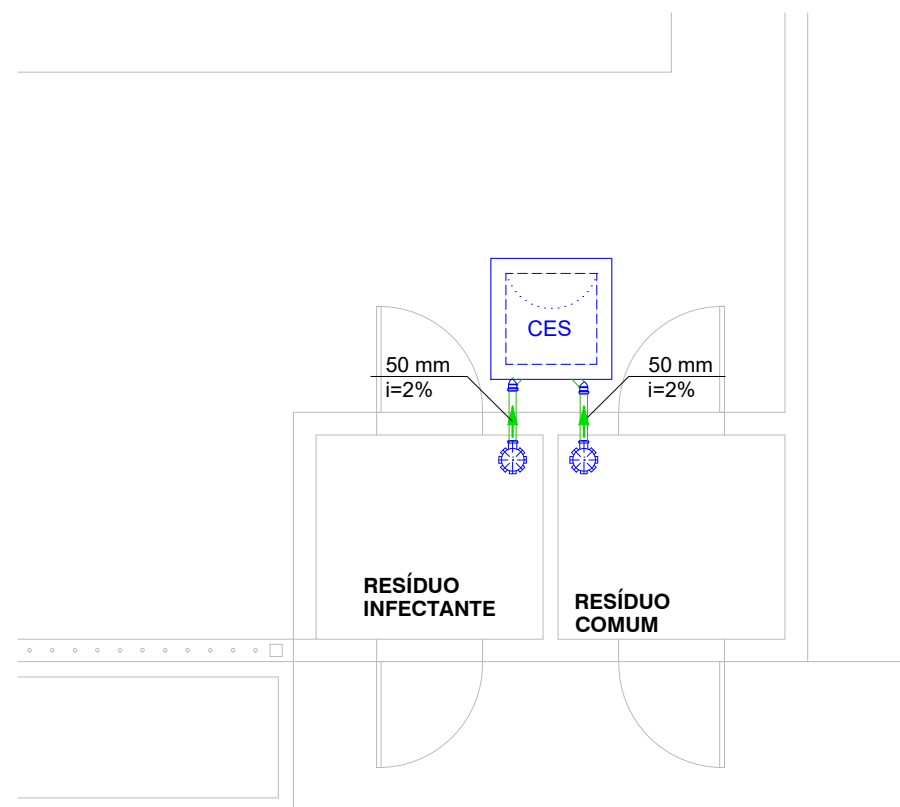 CES
50 mm
i=2%
50 mm
i=2%
RESÍDUO
INFECTANTE
RESÍDUO
COMUM